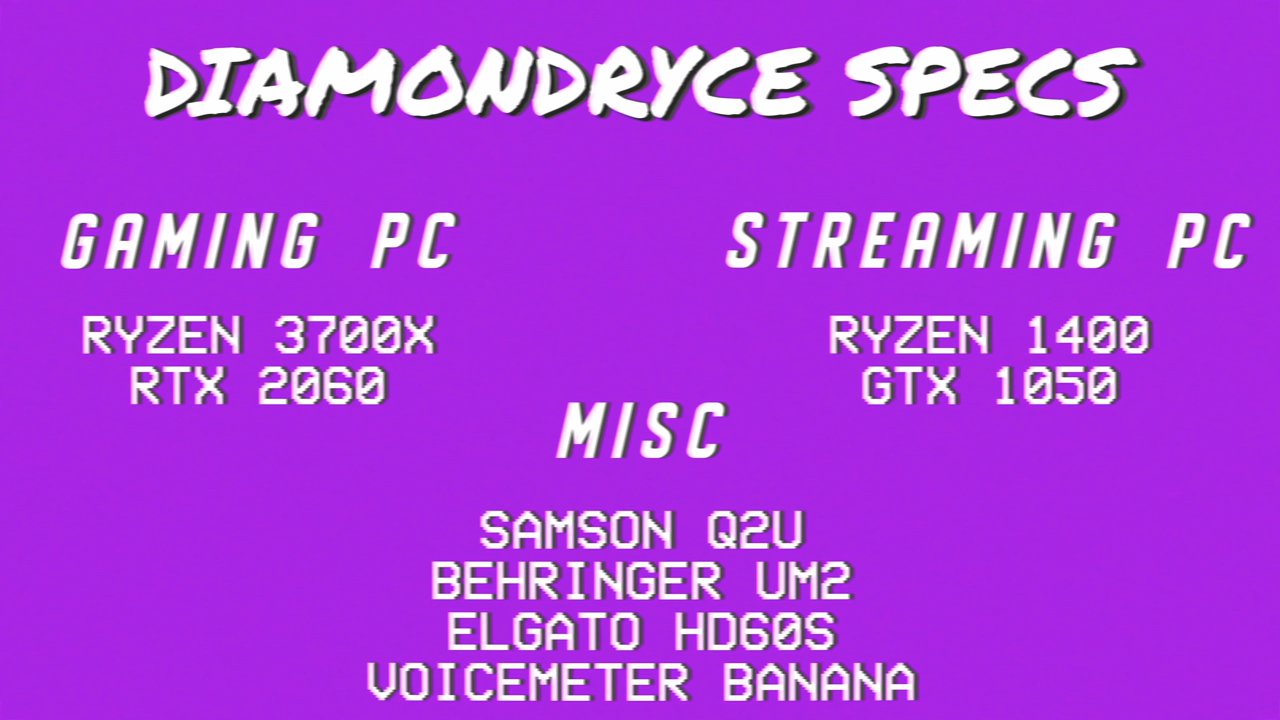 DIAMONDRYCE SPECS
GAMING PC
RYZEN 3700X
RTX 2060
STREAMING PC
RYZEN 1400
GTX 1050
MISC
SAMSON Q2U
BEHRINGER UM2
ELGATO HD60S
VOICEMETER BANANA